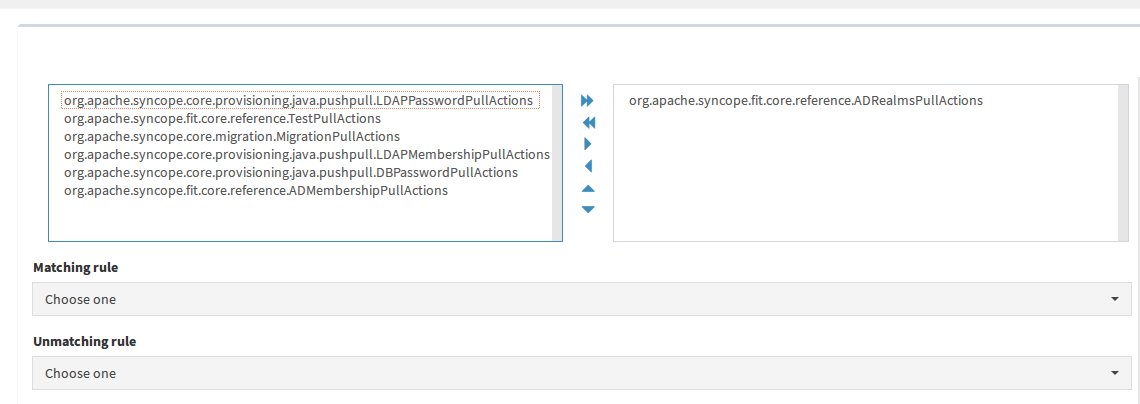 org.apache.syncope.core.provisioning.java.pushpull.LDAPPasswordPullActions
org.apache.syncope.fit.core.reference.TestPullActions
org.apache.syncope.core.migration.MigrationPullActions
org.apache.syncope.core.provisioning.java.pushpull.LDAPMembershipPullActions
org.apache.syncope.core.provisioning.java.pushpull.DBPasswordPullActions
org.apache.syncope.fit.core.reference.ADMembershipPullActions
org.apache.syncope.fit.core.reference.ADRealmsPullActions
Matching rule
Choose one
Unmatching rule
Choose one